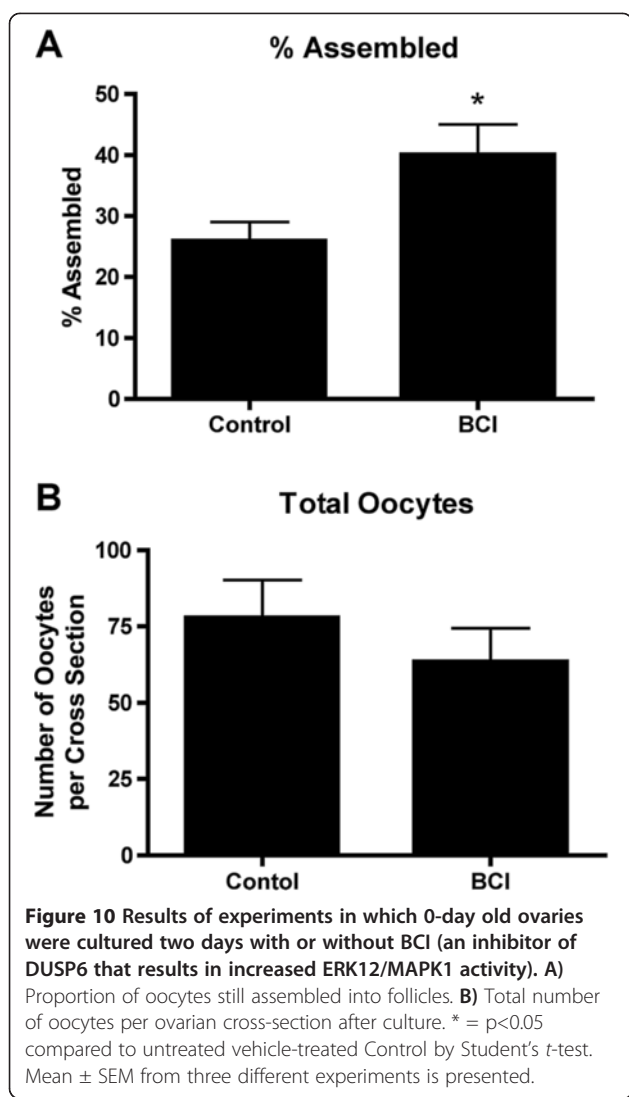 A
% Assembled
% Assembled
50
40
30
20
10
0
*
Control
BCI
B
Total Oocytes
Number of Oocytes
per Cross Section
100
75
50
25
0
Contol
BCI
Figure 10 Results of experiments in which 0-day old ovaries
were cultured two days with or without BCI (an inhibitor of
DUSP6 that results in increased ERK12/MAPK1 activity). A)
Proportion of oocytes still assembled into follicles. B) Total number
of oocytes per ovarian cross-section after culture. * = p<0.05
compared to untreated vehicle-treated Control by Student’s t-test.
Mean ± SEM from three different experiments is presented.